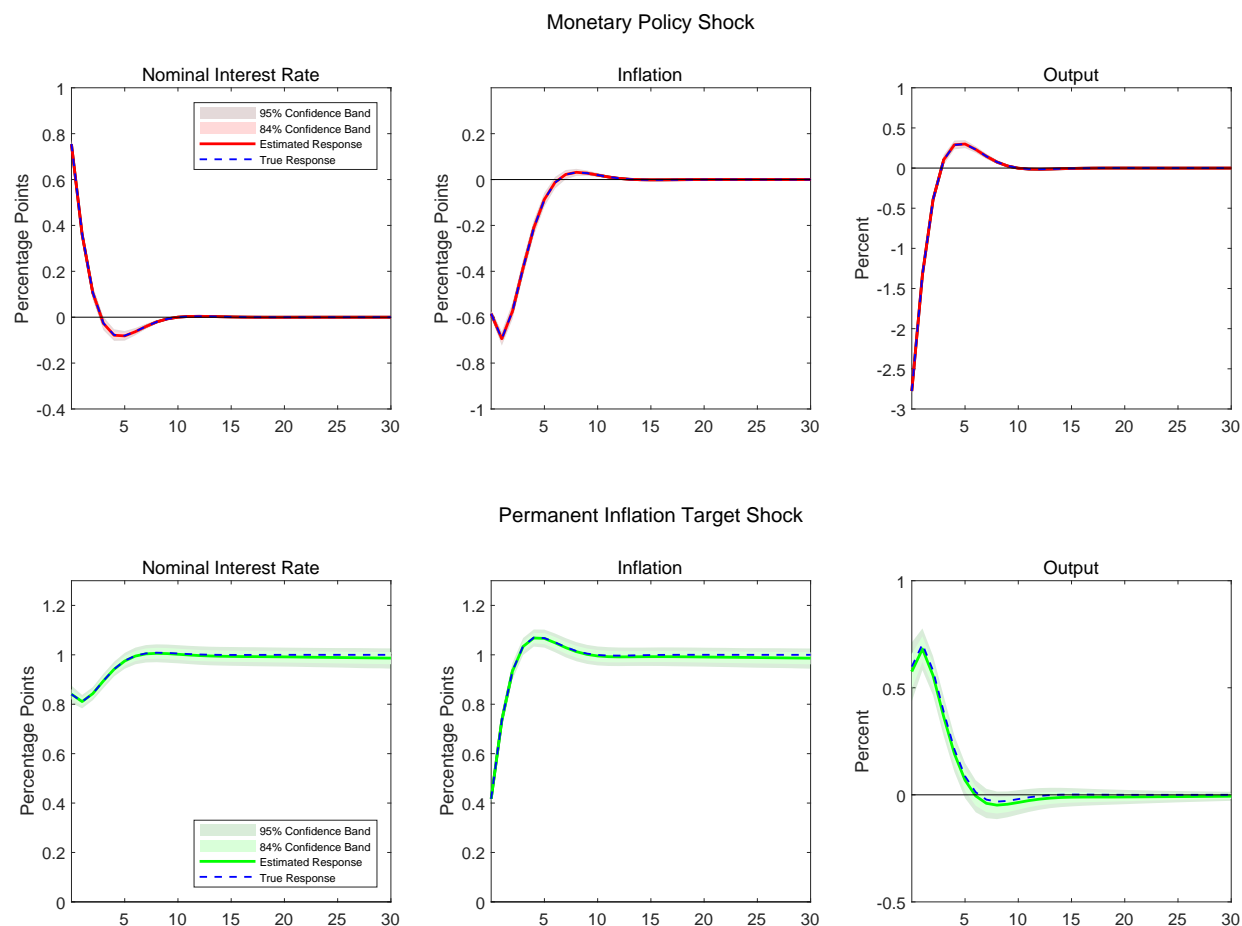 Monetary Policy Shock
Nominal Interest Rate
Percentage Points
1
0.8
0.6
0.4
0.2
0
-0.2
-0.4
5 10 15 20 25 30
95% Confidence Band
84% Confidence Band
Estimated Response
True Response
Inflation
Percentage Points
0.2
0
-0.2
-0.4
-0.6
-0.8
-1
5 10 15 20 25 30
Output
Percent
1
0.5
0
-0.5
-1
-1.5
-2
-2.5
-3
5 10 15 20 25 30
Permanent Inflation Target Shock
Nominal Interest Rate
Percentage Points
1.2
1
0.8
0.6
0.4
0.2
0
5 10 15 20 25 30
95% Confidence Band
84% Confidence Band
Estimated Response
True Response
Inflation
Percentage Points
1.2
1
0.8
0.6
0.4
0.2
0
5 10 15 20 25 30
Output
Percent
1
0.5
0
-0.5
5 10 15 20 25 30